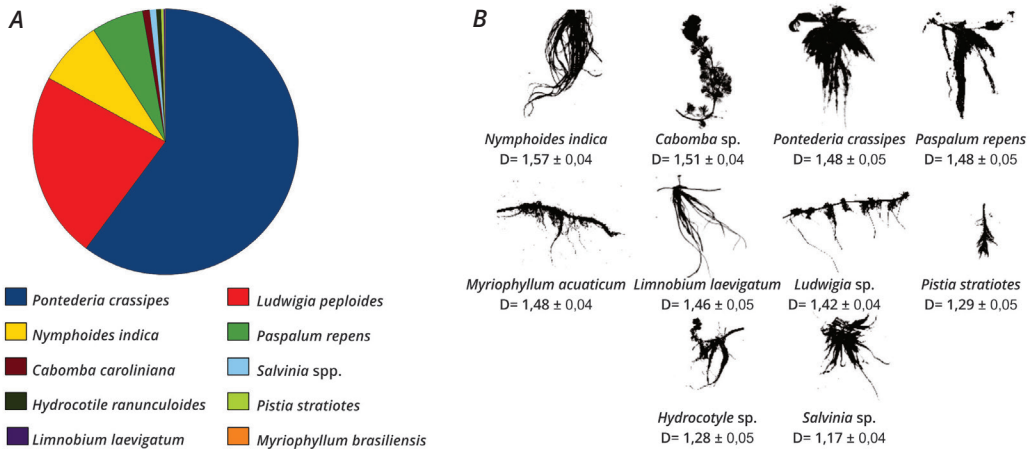 A
Pontederia crassipes
Ludwigia peploides
Nymphoides indica
Paspalum repens
Cabomba caroliniana
Salvinia spp.
Hydrocotile ranunculoides
Pistia stratiotes
Limnobium laevigatum
Myriophyllum brasiliensis
B
Nymphoides indica
D= 1,57 ± 0,04
Cabomba sp.
D= 1,51 ± 0,04
Pontederia crassipes
D= 1,48 ± 0,05
Paspalum repens
D= 1,48 ± 0,05
Myriophyllum acuaticum
D= 1,48 ± 0,04
Limnobium laevigatum
D= 1,46 ± 0,05
Ludwigia sp.
D= 1,42 ± 0,04
Pistia stratiotes
D= 1,29 ± 0,05
Hydrocotyle sp.
D= 1,28 ± 0,05
Salvinia sp.
D= 1,17 ± 0,04